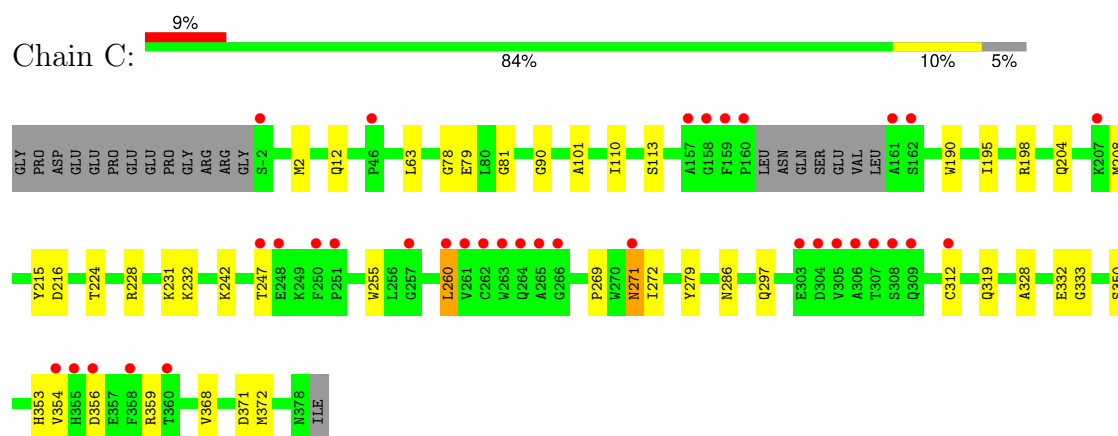 9%
Chain C:
84% 10% 5%
GLY PRO ASP GLU GLU PRO GLU GLU PRO GLY ARG ARG GLY S-2 M2 Q12 P46 L63 G78 E79 L80 G81 G90 A101 I110 S113 A157 G158 F159 P160 LEU ASN GLN SER GLU VAL LEU A161 S162 W190 I195 R198 Q204 K207 M208
Y215 D216 T224 R228 K231 K232 K242 T247 E248 K249 F250 P251 W255 L256 G257 L260 V261 C262 W263 Q264 A265 G266 P269 W270 N271 I272 Y279 N286 Q297 E303 D304 V305 A306 T307 S308 Q309 C312 Q319 A328 E332 G333 S350
H353 V354 H355 D356 E357 F358 R359 T360 V368 D371 M372 N378 ILE